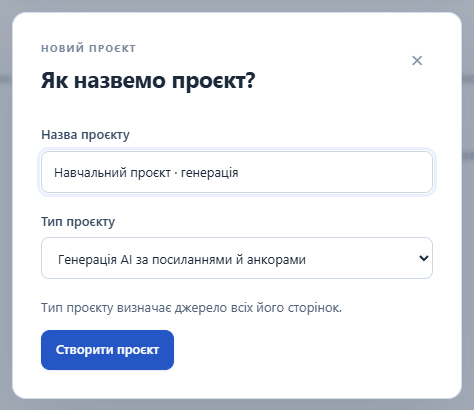 НОВИЙ ПРОЄКТ
Як назвемо проєкт?
Назва проєкту
Навчальний проєкт · генерація
Тип проєкту
Генерація AI за посиланнями й анкорами
Тип проєкту визначає джерело всіх його сторінок.
Створити проєкт